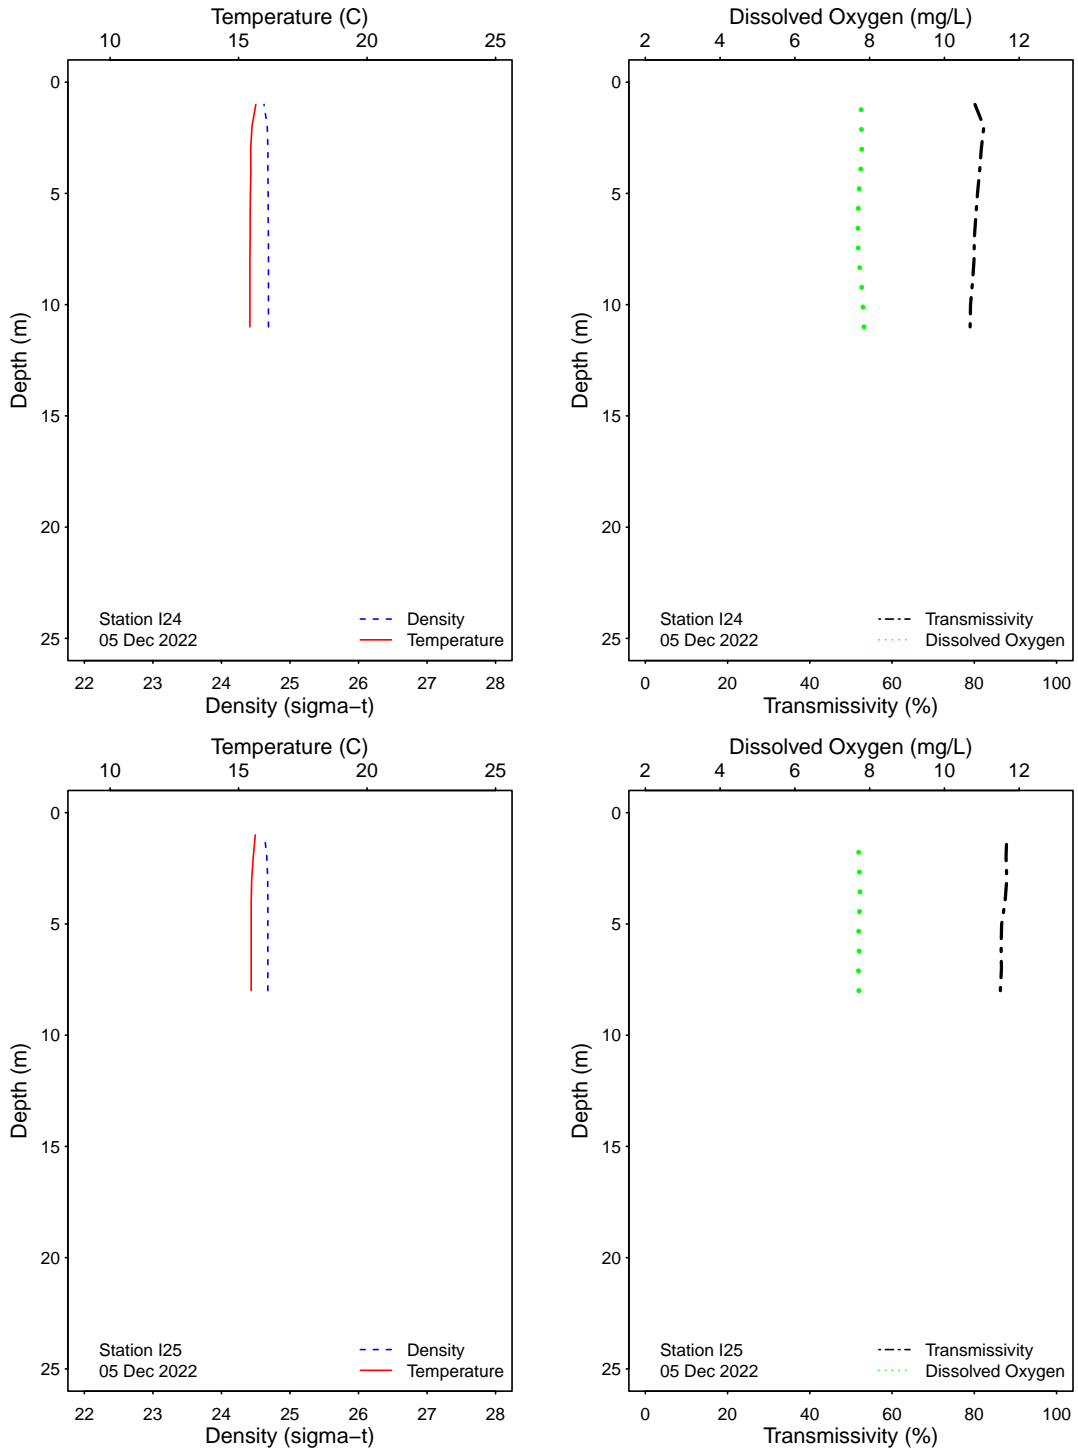 Temperature (C)
10 15 20 25
0
5
10
15
20
25
Depth (m)
Station I24
05 Dec 2022
Density
Temperature
22 23 24 25 26 27 28
Density (sigma−t)
Dissolved Oxygen (mg/L)
2 4 6 8 10 12
0
5
10
15
20
25
Depth (m)
Station I24
05 Dec 2022
Transmissivity
Dissolved Oxygen
0 20 40 60 80 100
Transmissivity (%)
Temperature (C)
10 15 20 25
0
5
10
15
20
25
Depth (m)
Station I25
05 Dec 2022
Density
Temperature
22 23 24 25 26 27 28
Density (sigma−t)
Dissolved Oxygen (mg/L)
2 4 6 8 10 12
0
5
10
15
20
25
Depth (m)
Station I25
05 Dec 2022
Transmissivity
Dissolved Oxygen
0 20 40 60 80 100
Transmissivity (%)